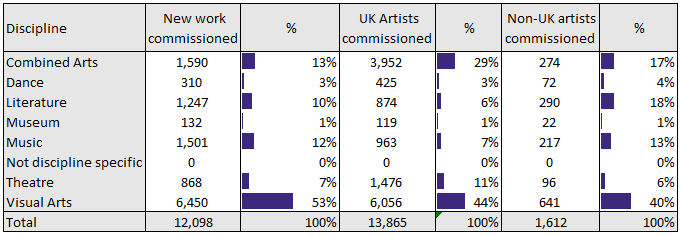 Discipline New work commissioned % UK Artists commissioned % Non-UK artists commissioned %
Combined Arts 1,590 13% 3,952 29% 274 17%
Dance 310 3% 425 3% 72 4%
Literature 1,247 10% 874 6% 290 18%
Museum 132 1% 119 1% 22 1%
Music 1,501 12% 963 7% 217 13%
Not discipline specific 0 0% 0 0% 0 0%
Theatre 868 7% 1,476 11% 96 6%
Visual Arts 6,450 53% 6,056 44% 641 40%
Total 12,098 100% 13,865 100% 1,612 100%